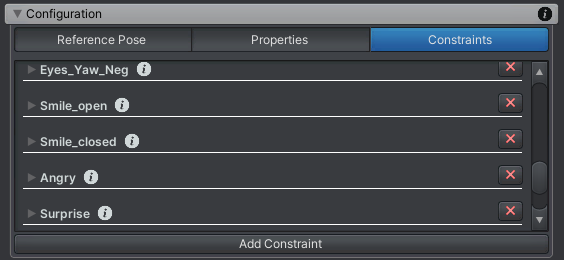 Configuration
Reference Pose Properties Constraints
Eyes_Yaw_Neg
Smile_open
Smile_closed
Angry
Surprise
Add Constraint